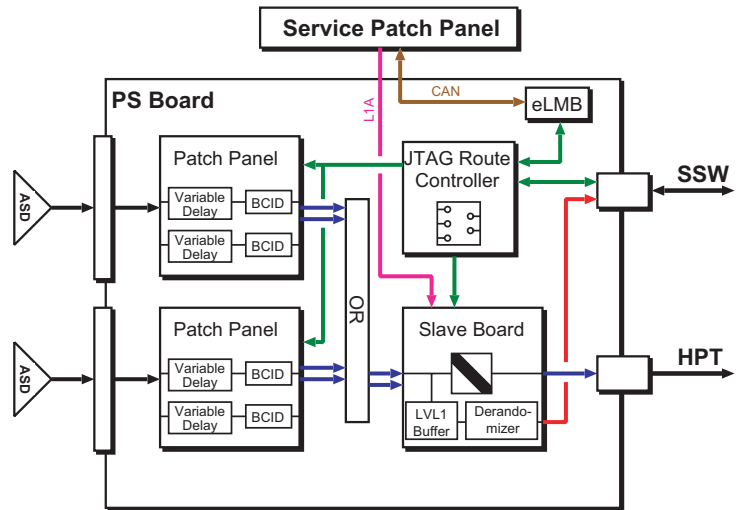 Service Patch Panel
PS Board
L1A
CAN
eLMB
Patch Panel
Variable
Delay
BCID
Variable
Delay
BCID
ASD
JTAG Route
Controller
SSW
OR
Patch Panel
Variable
Delay
BCID
Variable
Delay
BCID
ASD
Slave Board
LVL1
Buffer
Derando-
mizer
HPT